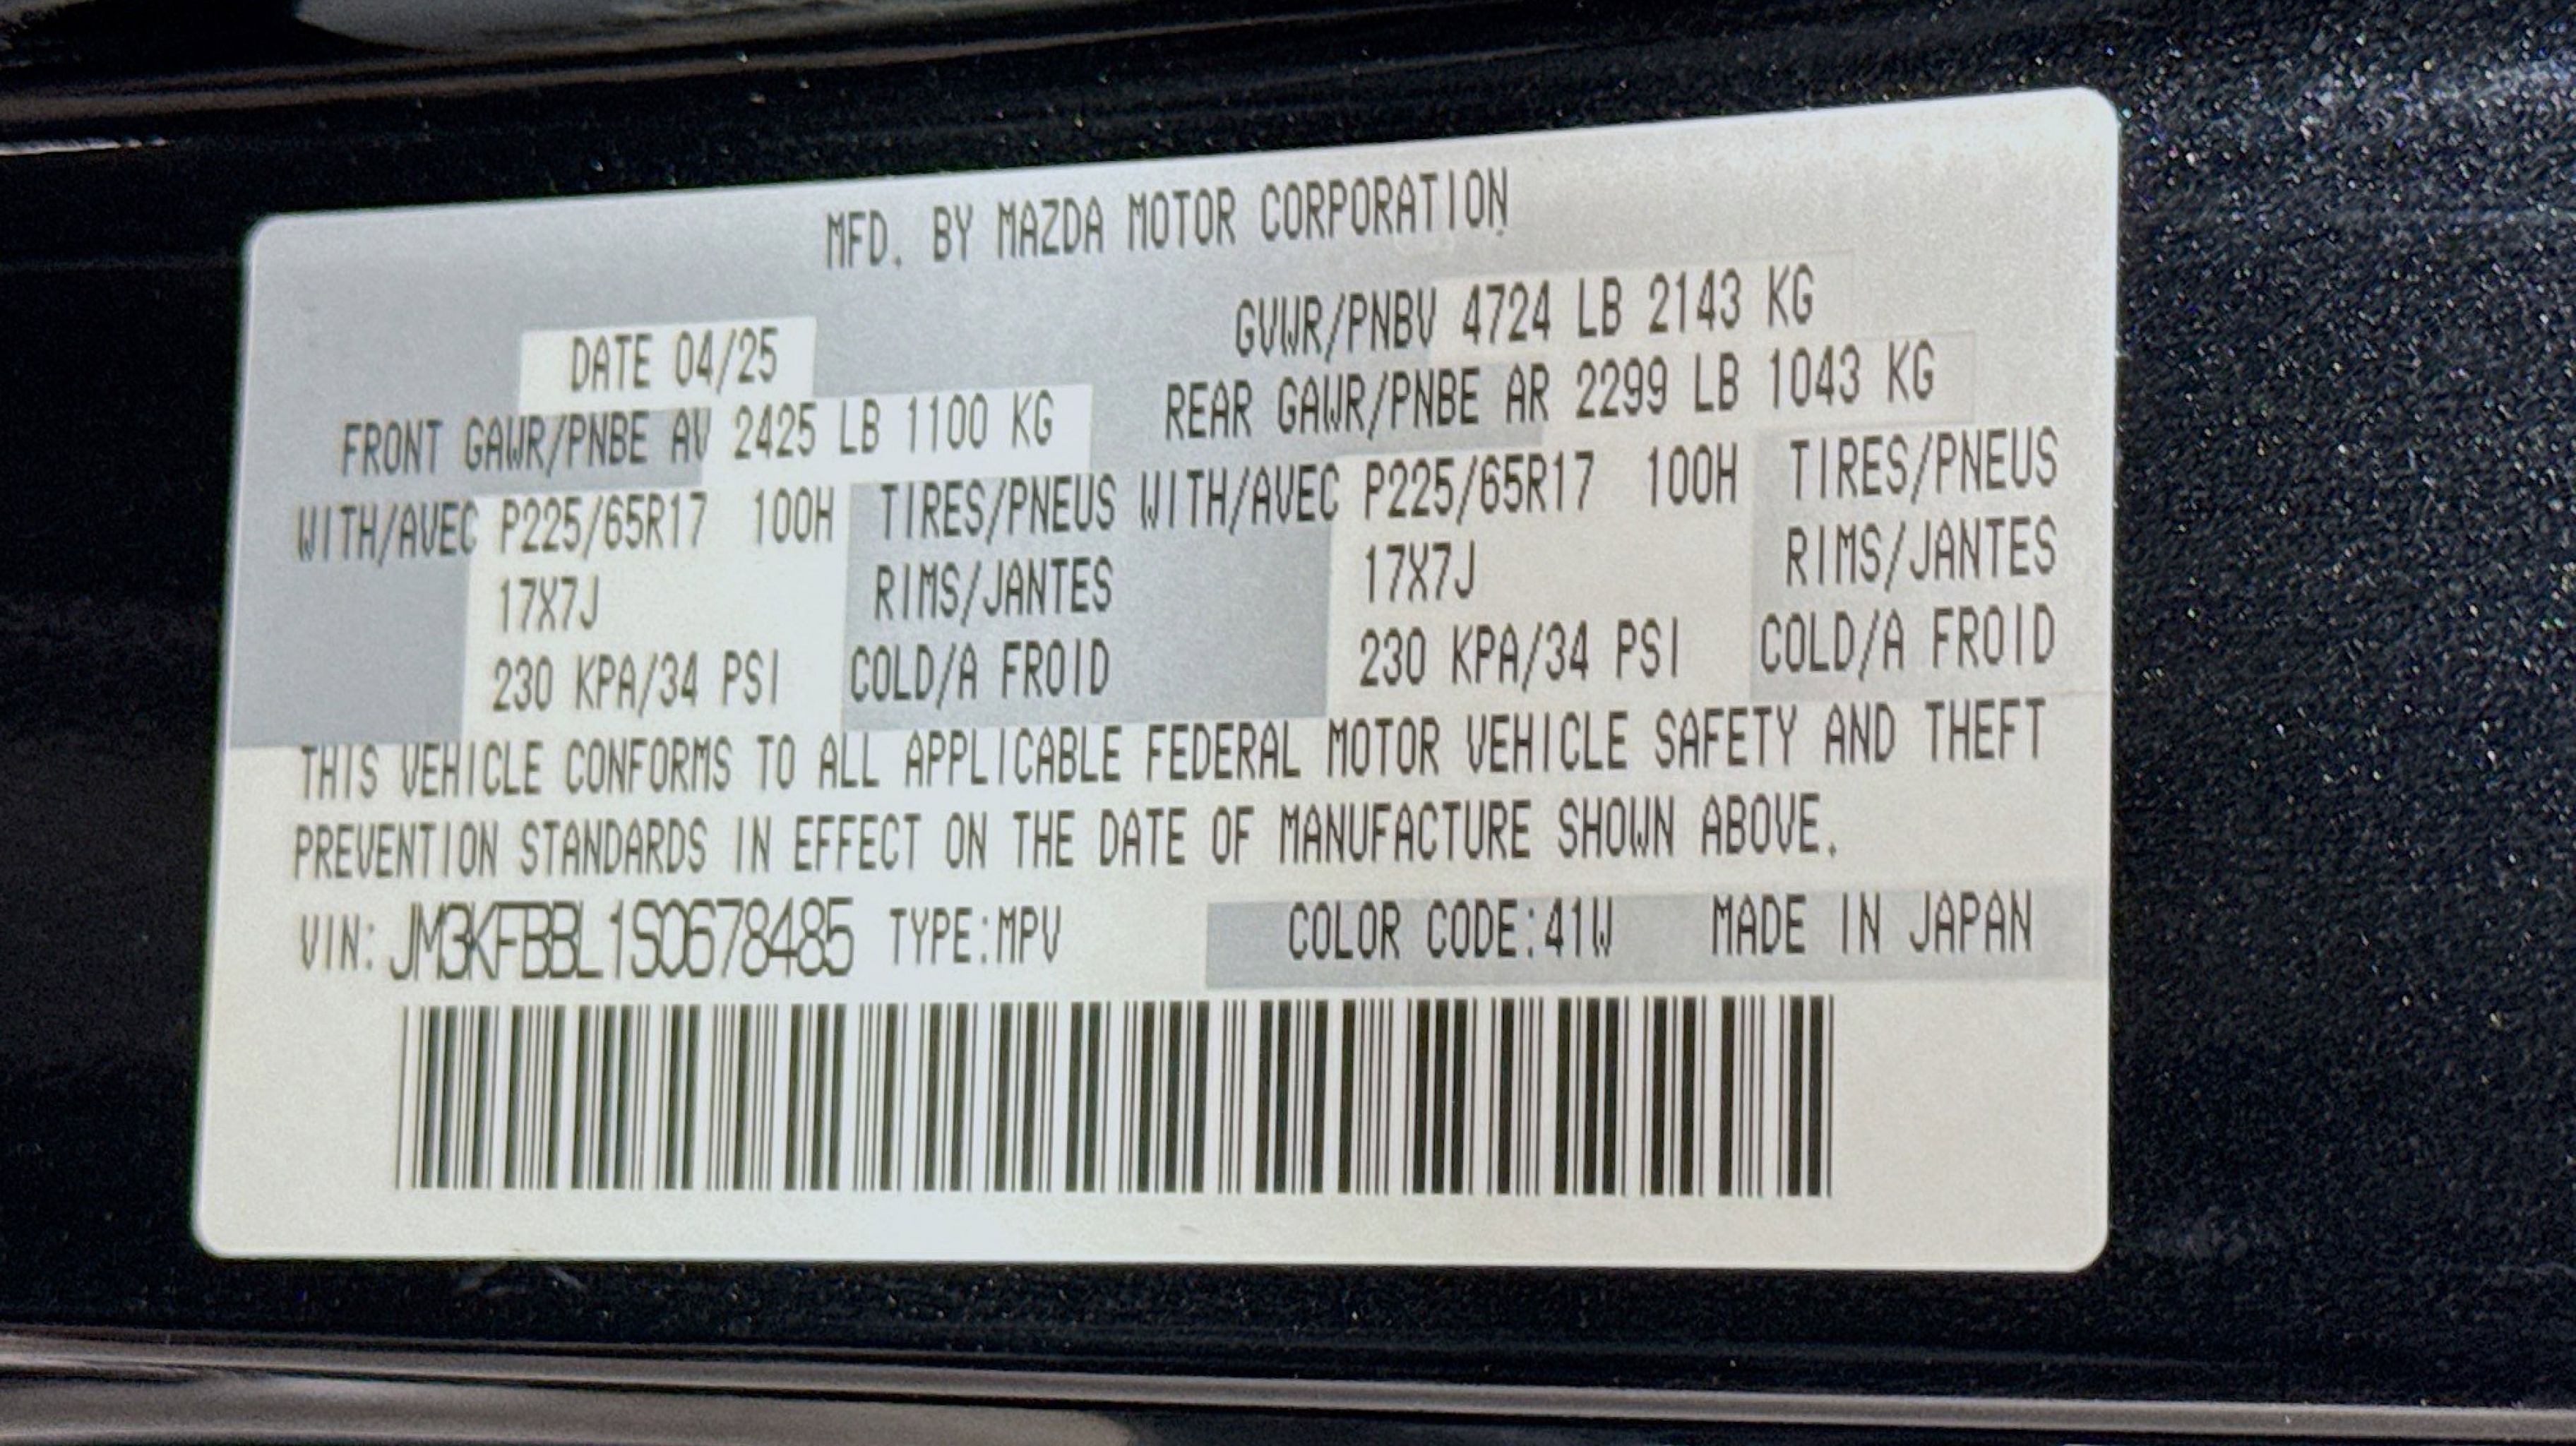 MFD. BY MAZDA MOTOR CORPORATION
DATE 04/25 GVWR/PNBV 4724 LB 2143 KG
FRONT GAWR/PNBE AV 2425 LB 1100 KG REAR GAWR/PNBE AR 2299 LB 1043 KG
WITH/AVEC P225/65R17 100H TIRES/PNEUS WITH/AVEC P225/65R17 100H TIRES/PNEUS
17X7J RIMS/JANTES 17X7J RIMS/JANTES
230 KPA/34 PSI COLD/A FROID 230 KPA/34 PSI COLD/A FROID
THIS VEHICLE CONFORMS TO ALL APPLICABLE FEDERAL MOTOR VEHICLE SAFETY AND THEFT
PREVENTION STANDARDS IN EFFECT ON THE DATE OF MANUFACTURE SHOWN ABOVE.
VIN: JM3KFBBL1S0678485 TYPE:MPV COLOR CODE:41W MADE IN JAPAN